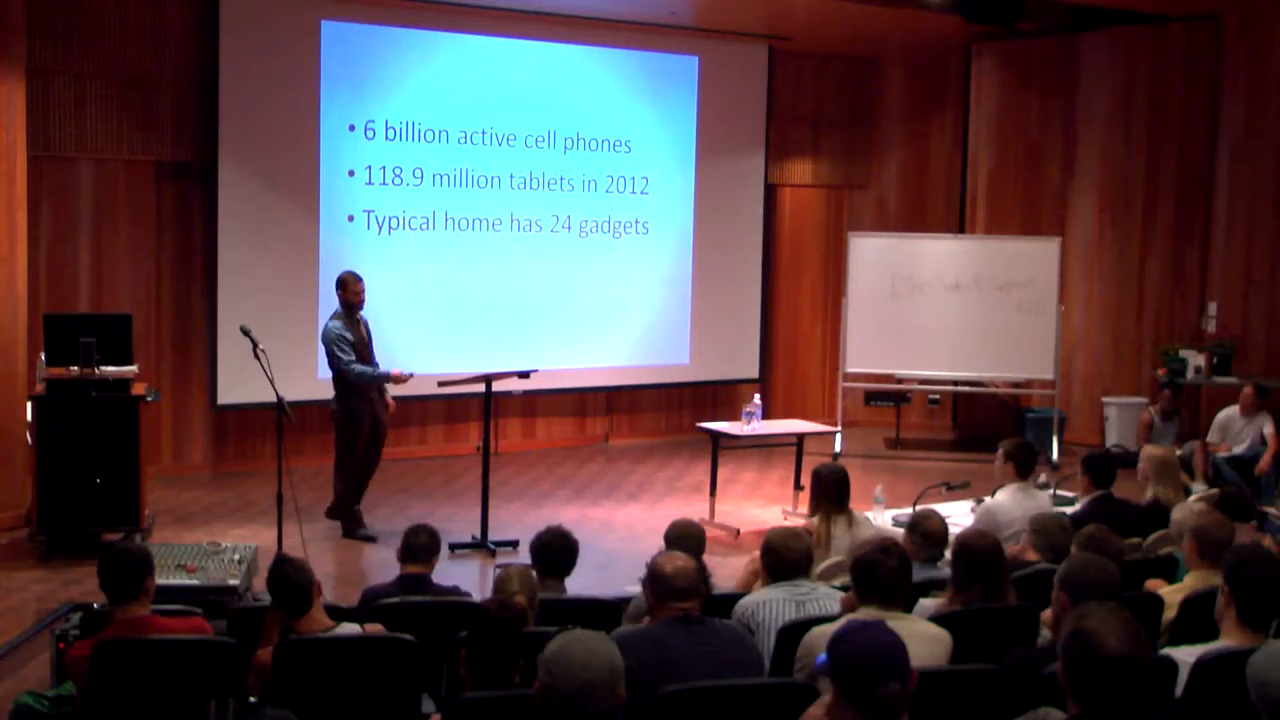 • 6 billion active cell phones
• 118.9 million tablets in 2012
• Typical home has 24 gadgets